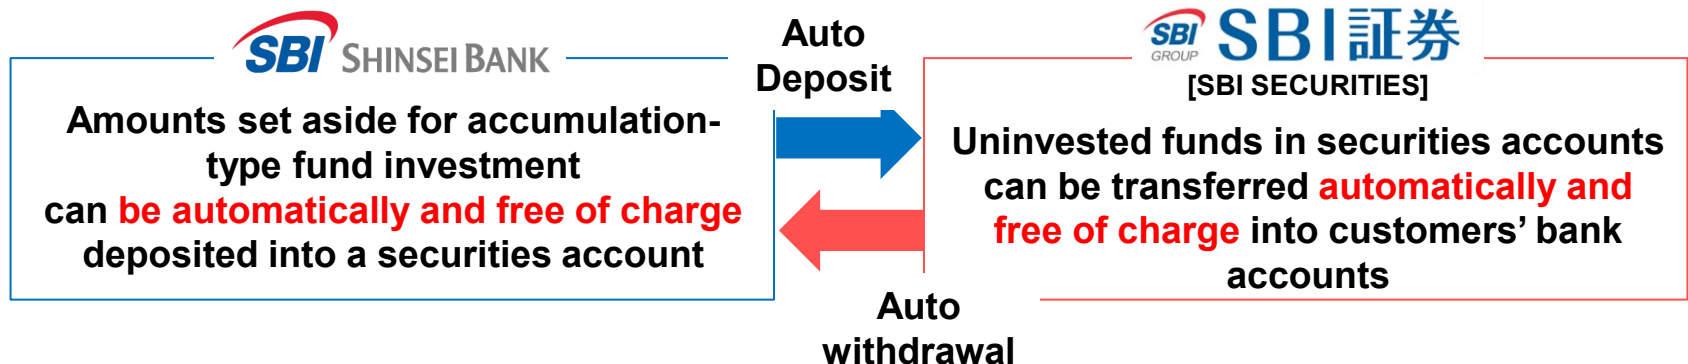 SBI SHINSEI BANK
Amounts set aside for accumulation-
type fund investment
can be automatically and free of charge
deposited into a securities account
Auto
Deposit
Auto
withdrawal
SBI
GROUP
SBI証券
[SBI SECURITIES]
Uninvested funds in securities accounts
can be transferred automatically and
free of charge into customers’ bank
accounts